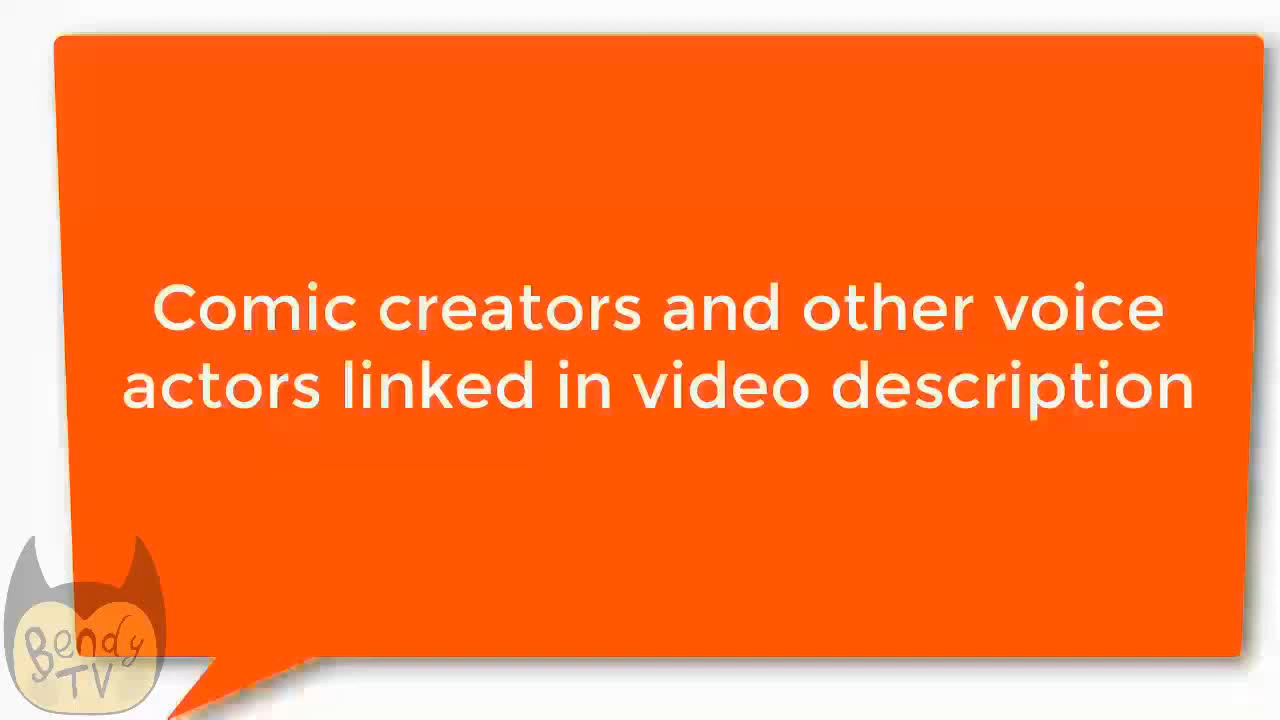 Comic creators and other voice
actors linked in video description
Bendy
TV